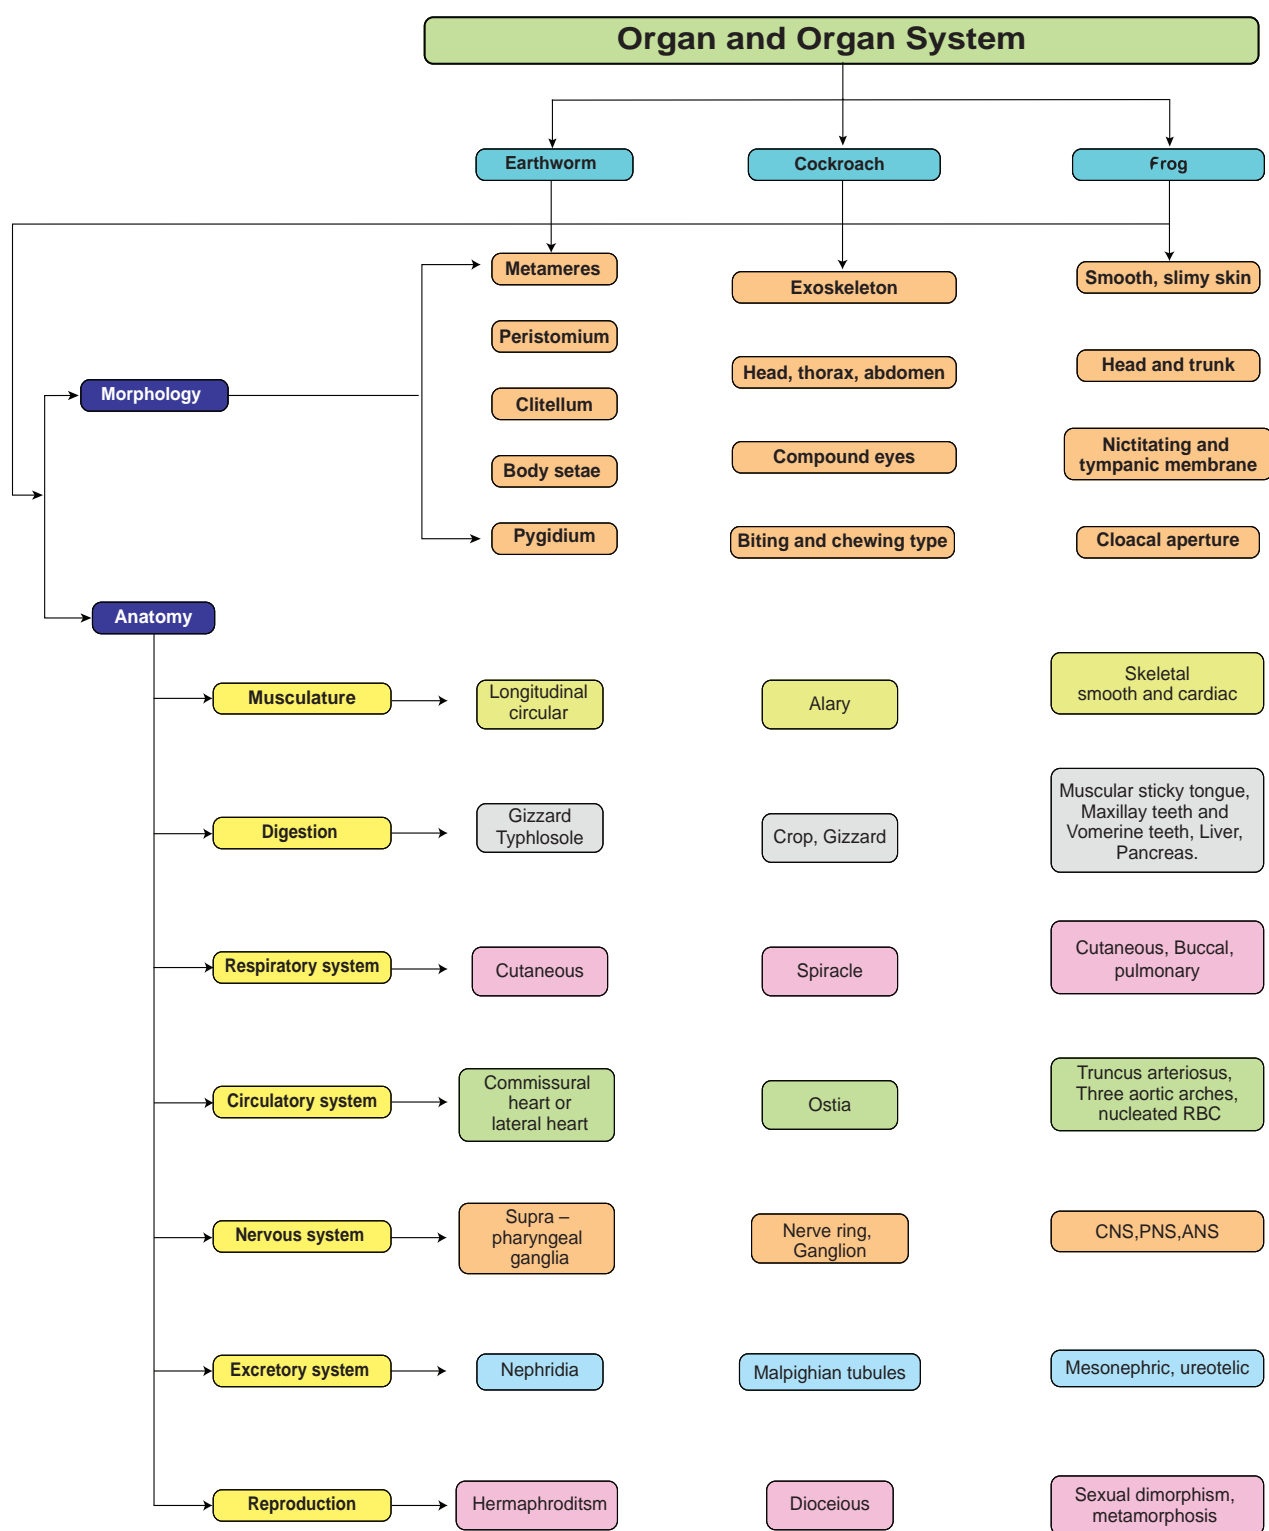 Organ and Organ System
Earthworm
Cockroach
Frog
Metameres
Exoskeleton
Smooth, slimy skin
Peristomium
Head, thorax, abdomen
Head and trunk
Morphology
Clitellum
Compound eyes
Nictitating and
tympanic membrane
Body setae
Pygidium
Biting and chewing type
Cloacal aperture
Anatomy
Musculature
Longitudinal
circular
Alary
Skeletal
smooth and cardiac
Digestion
Gizzard
Typhlosole
Crop, Gizzard
Muscular sticky tongue,
Maxillay teeth and
Vomerine teeth, Liver,
Pancreas.
Respiratory system
Cutaneous
Spiracle
Cutaneous, Buccal,
pulmonary
Circulatory system
Commissural
heart or
lateral heart
Ostia
Truncus arteriosus,
Three aortic arches,
nucleated RBC
Nervous system
Supra –
pharyngeal
ganglia
Nerve ring,
Ganglion
CNS,PNS,ANS
Excretory system
Nephridia
Malpighian tubules
Mesonephric, ureotelic
Reproduction
Hermaphroditsm
Dioceious
Sexual dimorphism,
metamorphosis